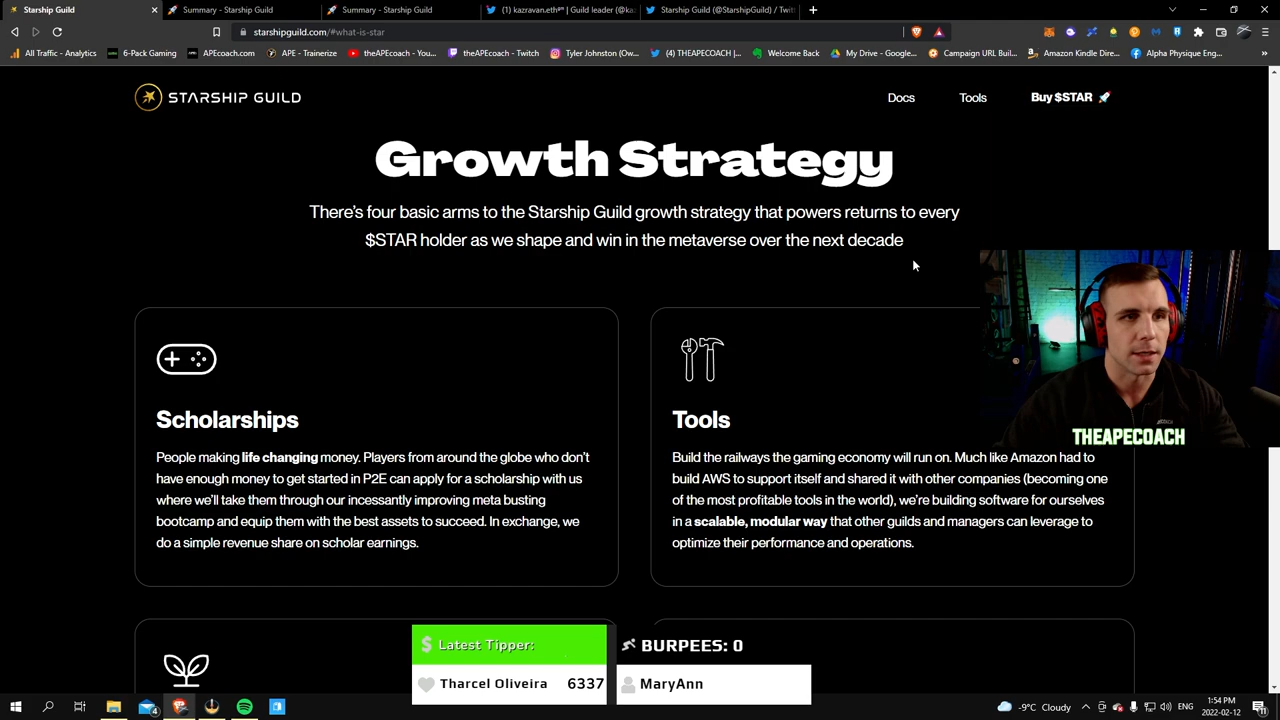 Starship Guild
Summary - Starship Guild
Summary - Starship Guild
(1) kazravan.eth | Guild leader (@kaz
Starship Guild (@StarshipGuild) / Twitt
starshipguild.com/#what-is-star
All Traffic - Analytics
6-Pack Gaming
APEcoach.com
APE - Trainerize
theAPEcoach - You...
theAPEcoach - Twitch
Tyler Johnston (Ow...
(4) THEAPECOACH |...
Welcome Back
My Drive - Google...
Campaign URL Buil...
Amazon Kindle Dire...
Alpha Physique Eng...
STARSHIP GUILD
Docs
Tools
Buy $STAR 🚀
Growth Strategy
There's four basic arms to the Starship Guild growth strategy that powers returns to every
$STAR holder as we shape and win in the metaverse over the next decade
Scholarships
People making life changing money. Players from around the globe who don't
have enough money to get started in P2E can apply for a scholarship with us
where we'll take them through our incessantly improving meta busting
bootcamp and equip them with the best assets to succeed. In exchange, we
do a simple revenue share on scholar earnings.
Tools
Build the railways the gaming economy will run on. Much like Amazon had to
build AWS to support itself and shared it with other companies (becoming one
of the most profitable tools in the world), we're building software for ourselves
in a scalable, modular way that other guilds and managers can leverage to
optimize their performance and operations.
THEAPECOACH
Latest Tipper:
Tharcel Oliveira 6337
BURPEES: 0
MaryAnn
-9°C Cloudy
ENG
1:54 PM
2022-02-12